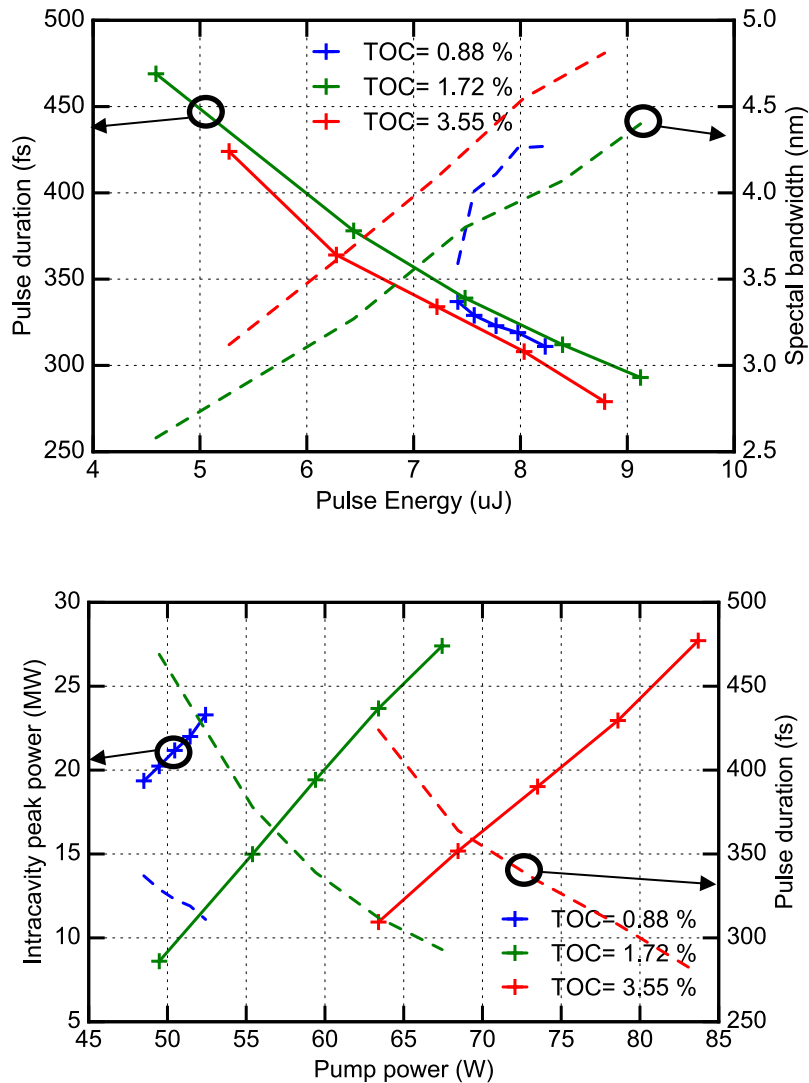 500
450
400
350
300
250
Pulse duration (fs)
TOC= 0.88 %
TOC= 1.72 %
TOC= 3.55 %
5.0
4.5
4.0
3.5
3.0
2.5
Spectal bandwidth (nm)
4 5 6 7 8 9 10
Pulse Energy (uJ)
30
25
20
15
10
5
Intracavity peak power (MW)
500
450
400
350
300
250
Pulse duration (fs)
TOC= 0.88 %
TOC= 1.72 %
TOC= 3.55 %
45 50 55 60 65 70 75 80 85
Pump power (W)